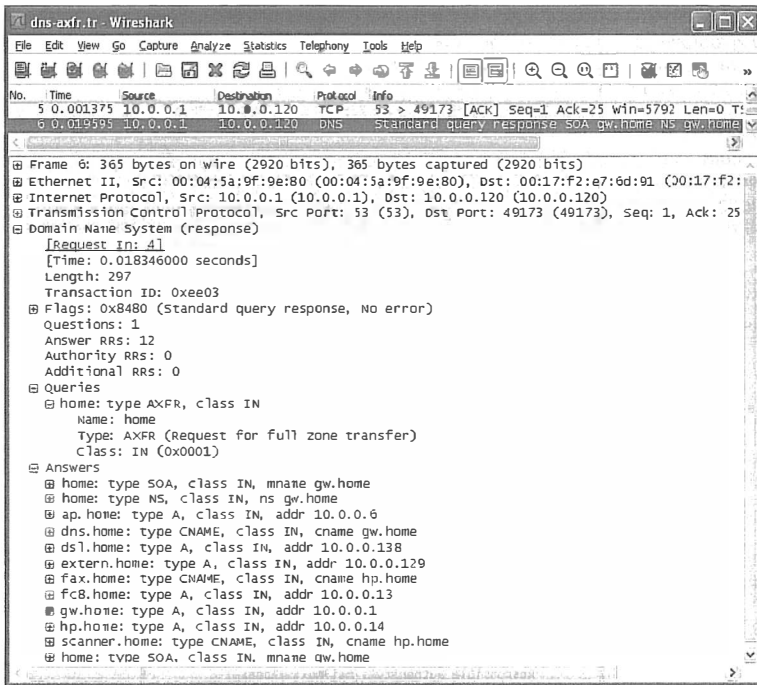 dns-axfr.tr - Wireshark
File Edit View Go Capture Analyze Statistics Telephony Tools Help
No. Time Source Destination Protocol Info
5 0.001375 10.0.0.1 10.0.0.120 TCP 53 > 49173 [ACK] Seq=1 Ack=25 Win=5792 Len=0
6 0.019595 10.0.0.1 10.0.0.120 DNS Standard query response SOA gw.home NS gw.home
Frame 6: 365 bytes on wire (2920 bits), 365 bytes captured (2920 bits)
Ethernet II, Src: 00:04:5a:9f:9e:80 (00:04:5a:9f:9e:80), Dst: 00:17:f2:e7:6d:91 (00:17:f2:
Internet Protocol, Src: 10.0.0.1 (10.0.0.1), Dst: 10.0.0.120 (10.0.0.120)
Transmission Control Protocol, Src Port: 53 (53), Dst Port: 49173 (49173), Seq: 1, Ack: 25
Domain Name System (response)
[Request In: 4]
[Time: 0.018346000 seconds]
Length: 297
Transaction ID: 0xee03
Flags: 0x8480 (Standard query response, No error)
Questions: 1
Answer RRs: 12
Authority RRs: 0
Additional RRs: 0
Queries
home: type AXFR, class IN
Name: home
Type: AXFR (Request for full zone transfer)
Class: IN (0x0001)
Answers
home: type SOA, class IN, mname gw.home
home: type NS, class IN, ns gw.home
ap.home: type A, class IN, addr 10.0.0.6
dns.home: type CNAME, class IN, cname gw.home
dsl.home: type A, class IN, addr 10.0.0.138
extern.home: type A, class IN, addr 10.0.0.129
fax.home: type CNAME, class IN, cname hp.home
fc8.home: type A, class IN, addr 10.0.0.13
gw.home: type A, class IN, addr 10.0.0.1
hp.home: type A, class IN, addr 10.0.0.14
scanner.home: type CNAME, class IN, cname hp.home
home: type SOA, class IN, mname gw.home